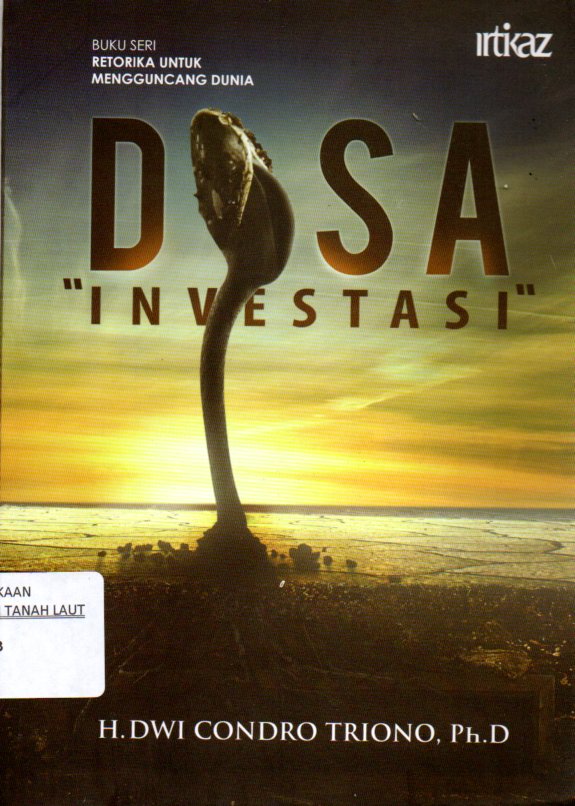 BUKU SERI
RETORIKA UNTUK
MENGGUNCANG DUNIA
irtikaz
DOSA
"INVESTASI"
KAAN
TANAH LAUT
H.DWI CONDRO TRIONO, Ph.D